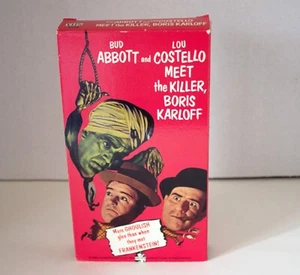 BUD LOU
ABBOTT and COSTELLO
MEET
the KILLER,
BORIS
KARLOFF
More GHOULISH
glee than when
they met
FRANKENSTEIN!